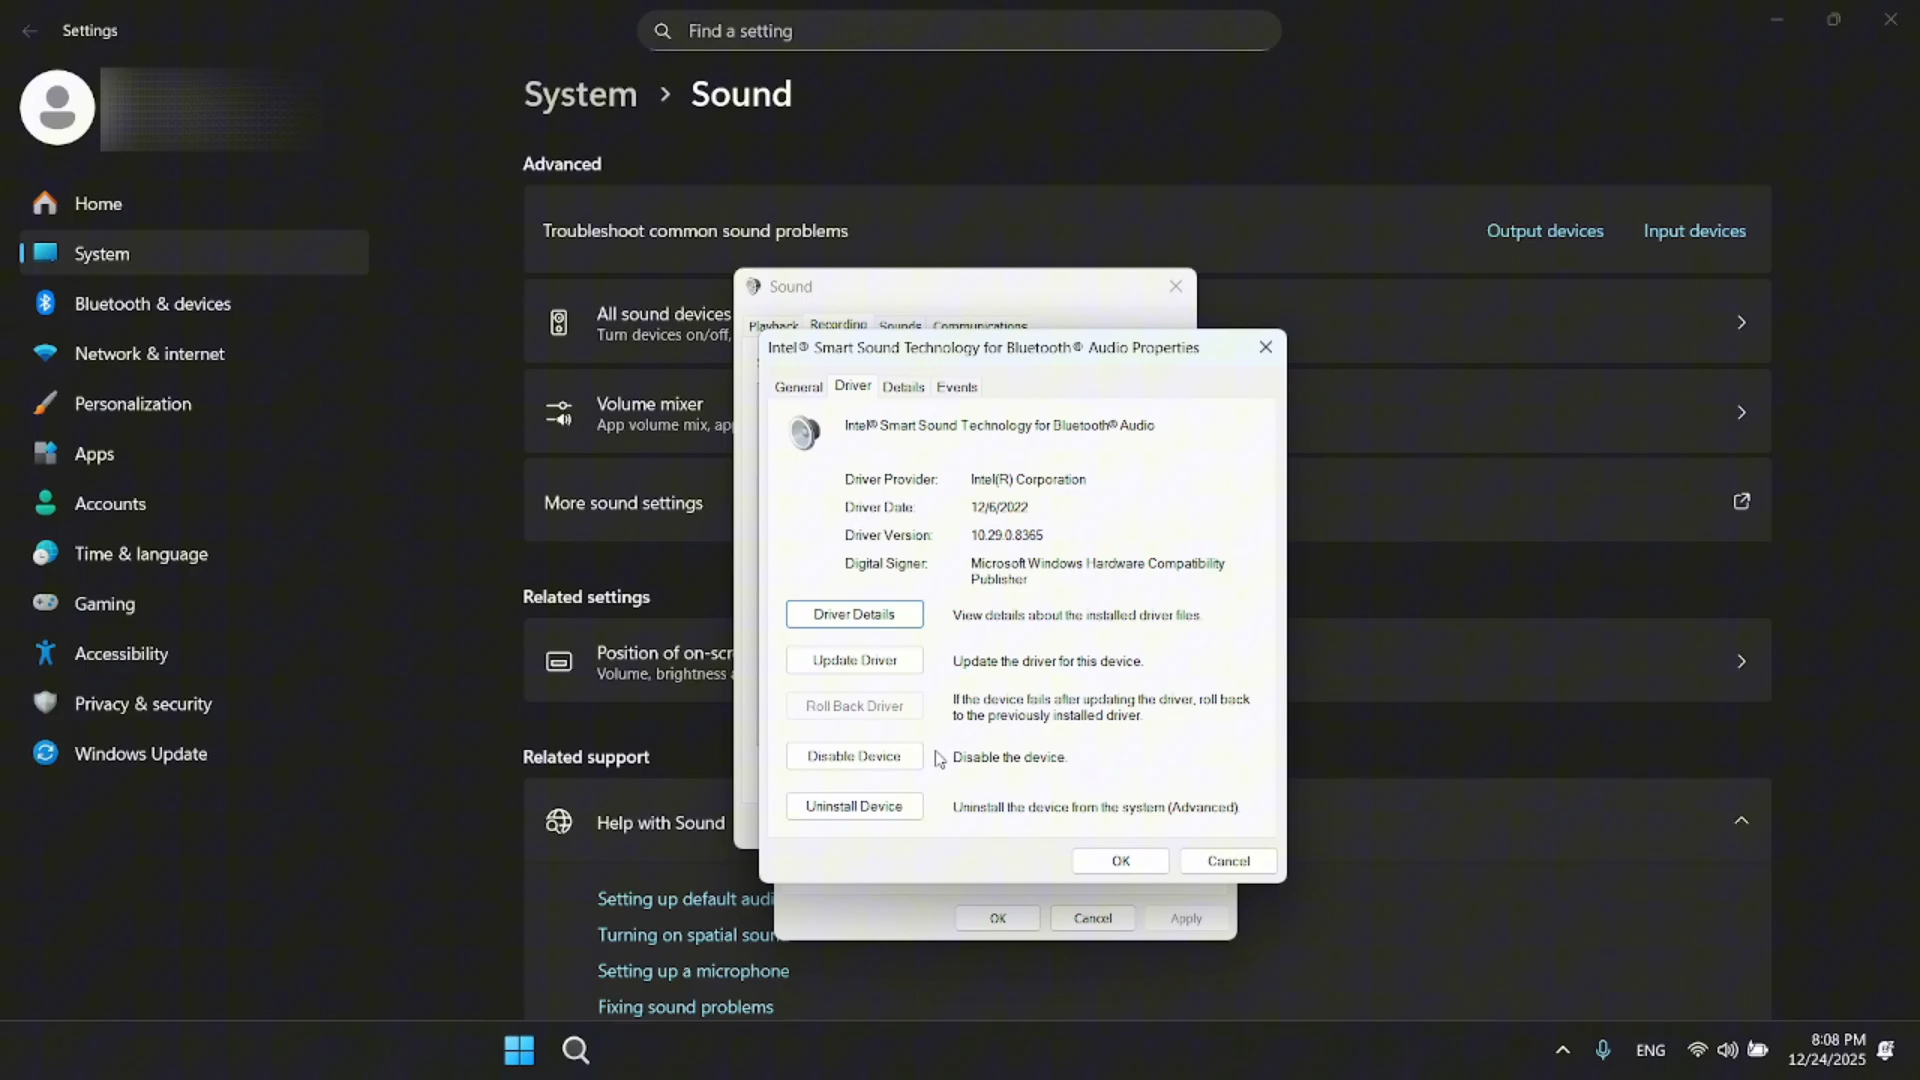 Settings
Find a setting
System > Sound
Home
System
Bluetooth & devices
Network & internet
Personalization
Apps
Accounts
Time & language
Gaming
Accessibility
Privacy & security
Windows Update
Advanced
Troubleshoot common sound problems
Output devices
Input devices
All sound devices
Turn devices on/off,
Volume mixer
App volume mix,
More sound settings
Related settings
Position of
Volume, brightness
Related support
Help with Sound
Setting up default
Turning on spatial
Setting up a microphone
Fixing sound problems
Sound
Playback Recording Sounds Communications
Intel® Smart Sound Technology for Bluetooth® Audio Properties
General Driver Details Events
Intel® Smart Sound Technology for Bluetooth® Audio
Driver Provider: Intel(R) Corporation
Driver Date: 12/6/2022
Driver Version: 10.29.0.8365
Digital Signer: Microsoft Windows Hardware Compatibility
Publisher
Driver Details
View details about the installed driver files.
Update Driver
Update the driver for this device.
Roll Back Driver
If the device fails after updating the driver, roll back
to the previously installed driver.
Disable Device
Disable the device.
Uninstall Device
Uninstall the device from the system (Advanced).
OK
Cancel
OK
Cancel
Apply
ENG
8:08 PM
12/24/2025